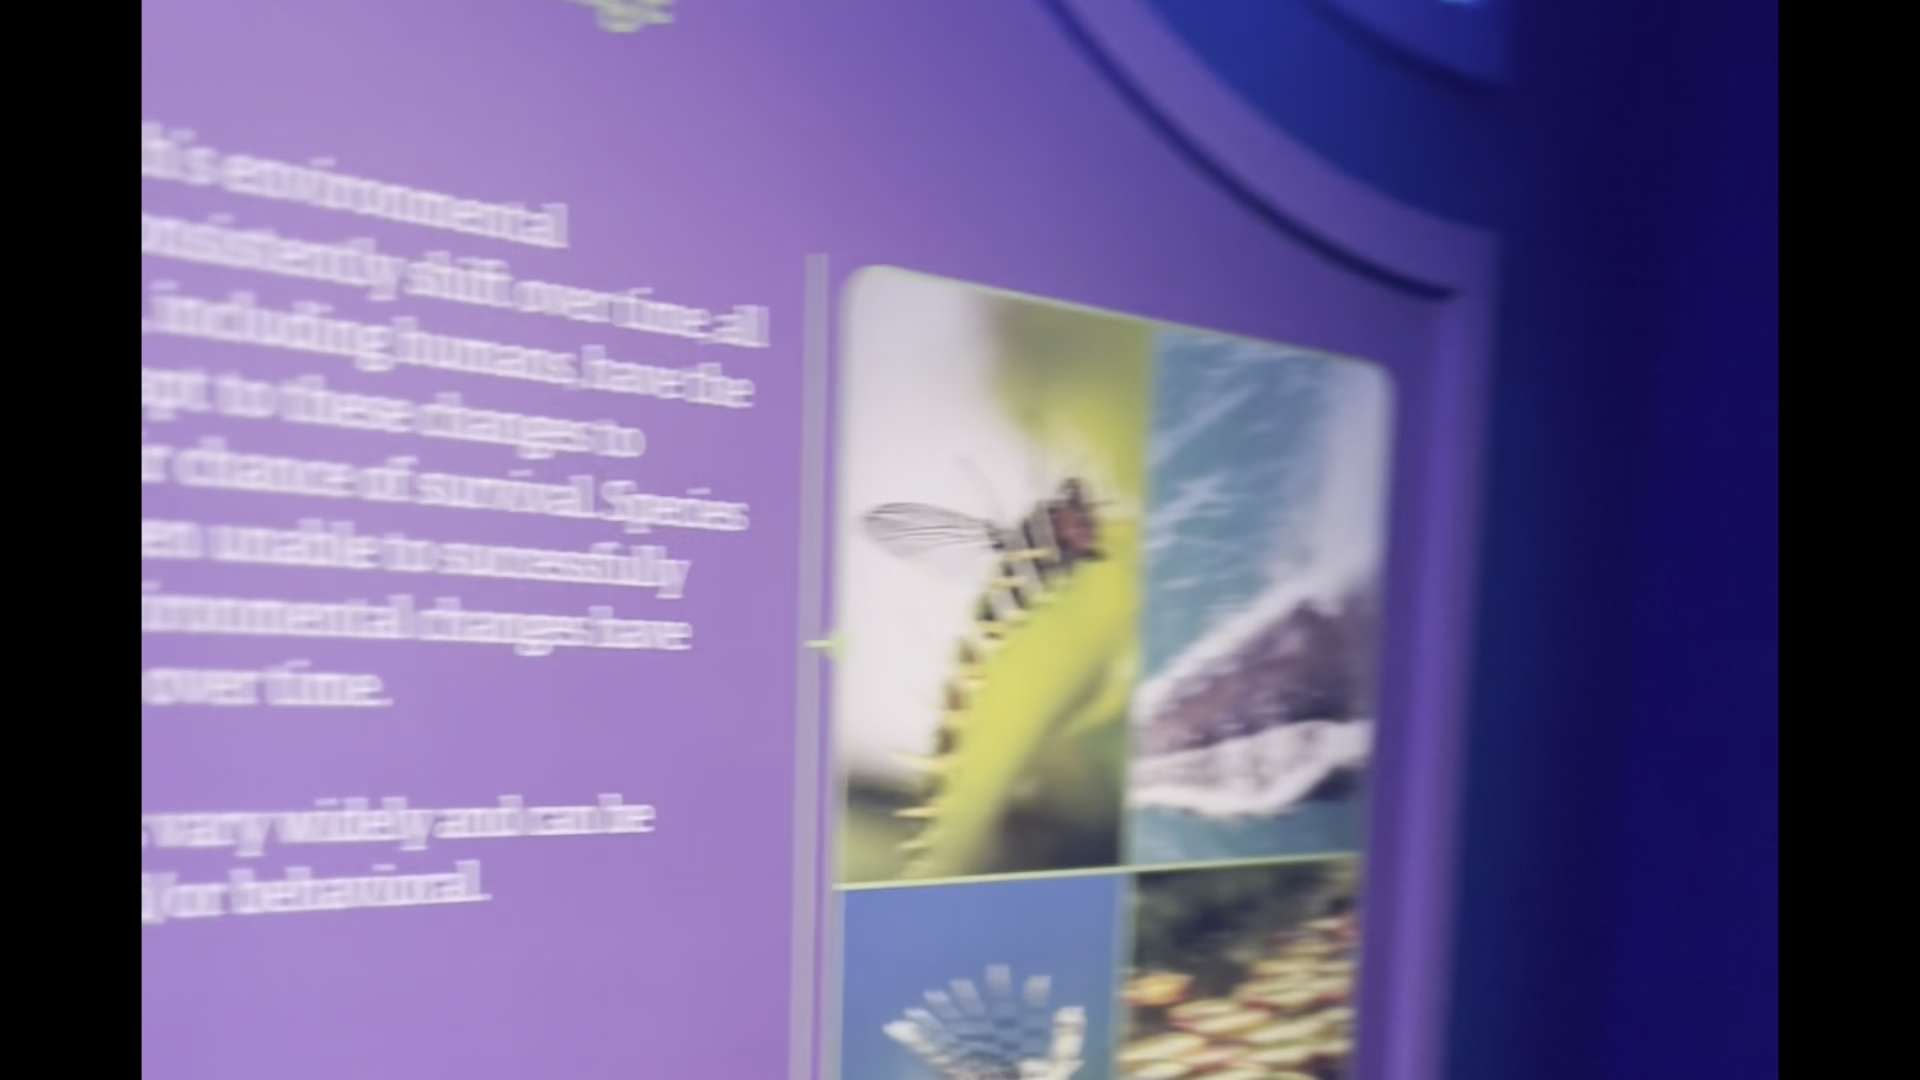 environmental
consistently shift over time, all
including humans, have the
to these changes to
chance of survival. Species
unable to successfully
environmental changes have
over time.
vary widely and can be
/or behavioral.